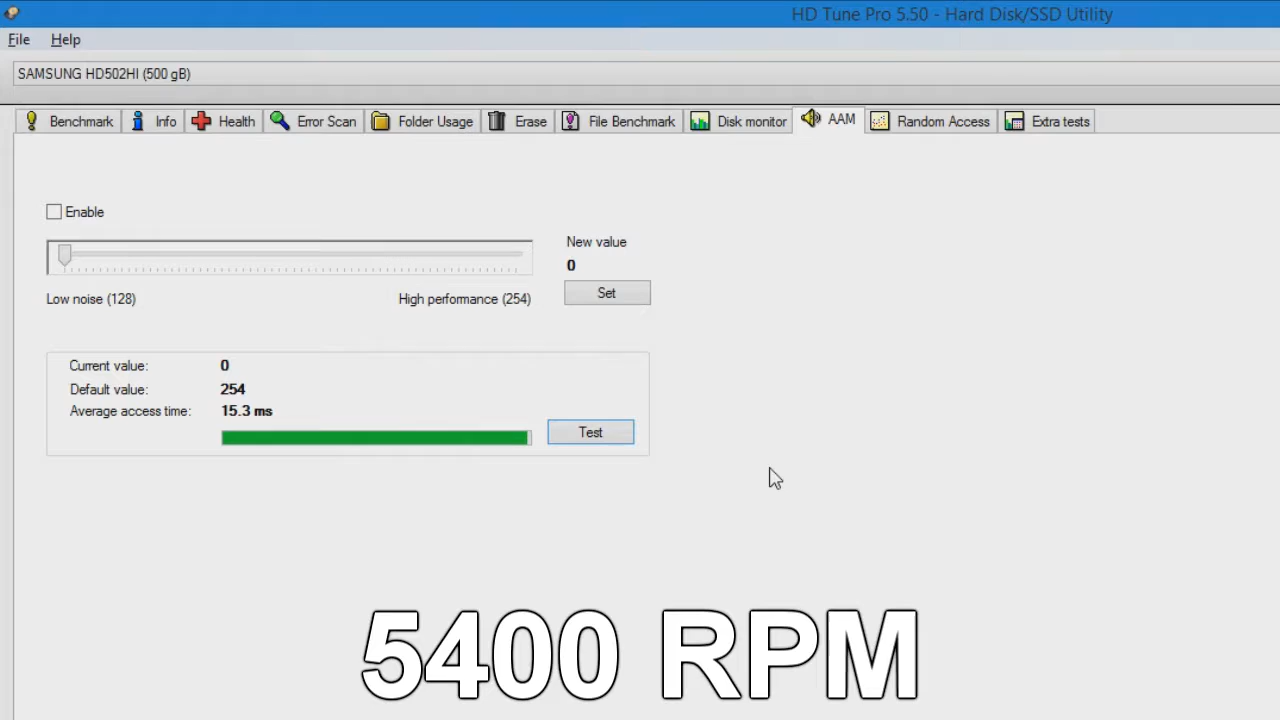 HD Tune Pro 5.50 - Hard Disk/SSD Utility
File Help
SAMSUNG HD502HI (500 gB)
Benchmark Info Health Error Scan Folder Usage Erase File Benchmark Disk monitor AAM Random Access Extra tests
Enable
New value
0
Set
Low noise (128) High performance (254)
Current value: 0
Default value: 254
Average access time: 15.3 ms
Test
5400 RPM